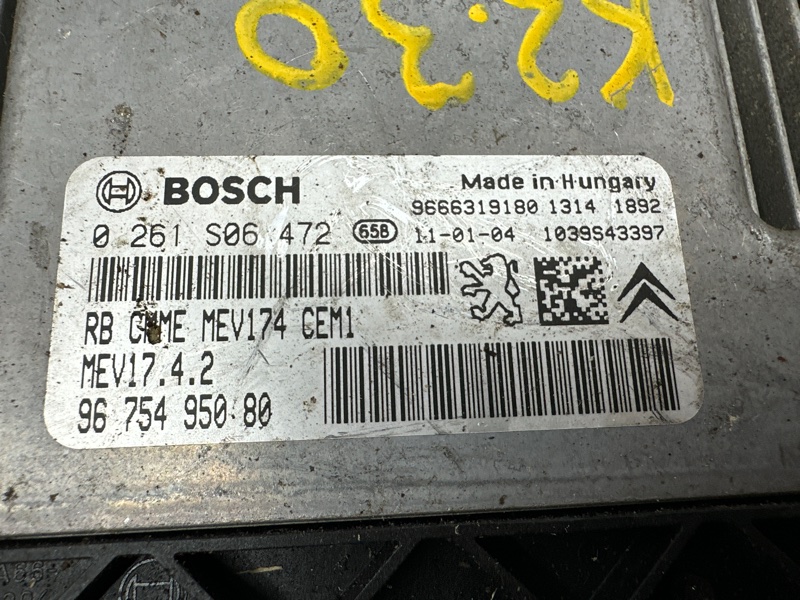 K2.30
BOSCH
Made in Hungary
9666319180 1314 1892
0 261 S06 472 658 11-01-04 1039S43397
RB CMME MEV174 CEM1
MEV17.4.2
96 754 950 80